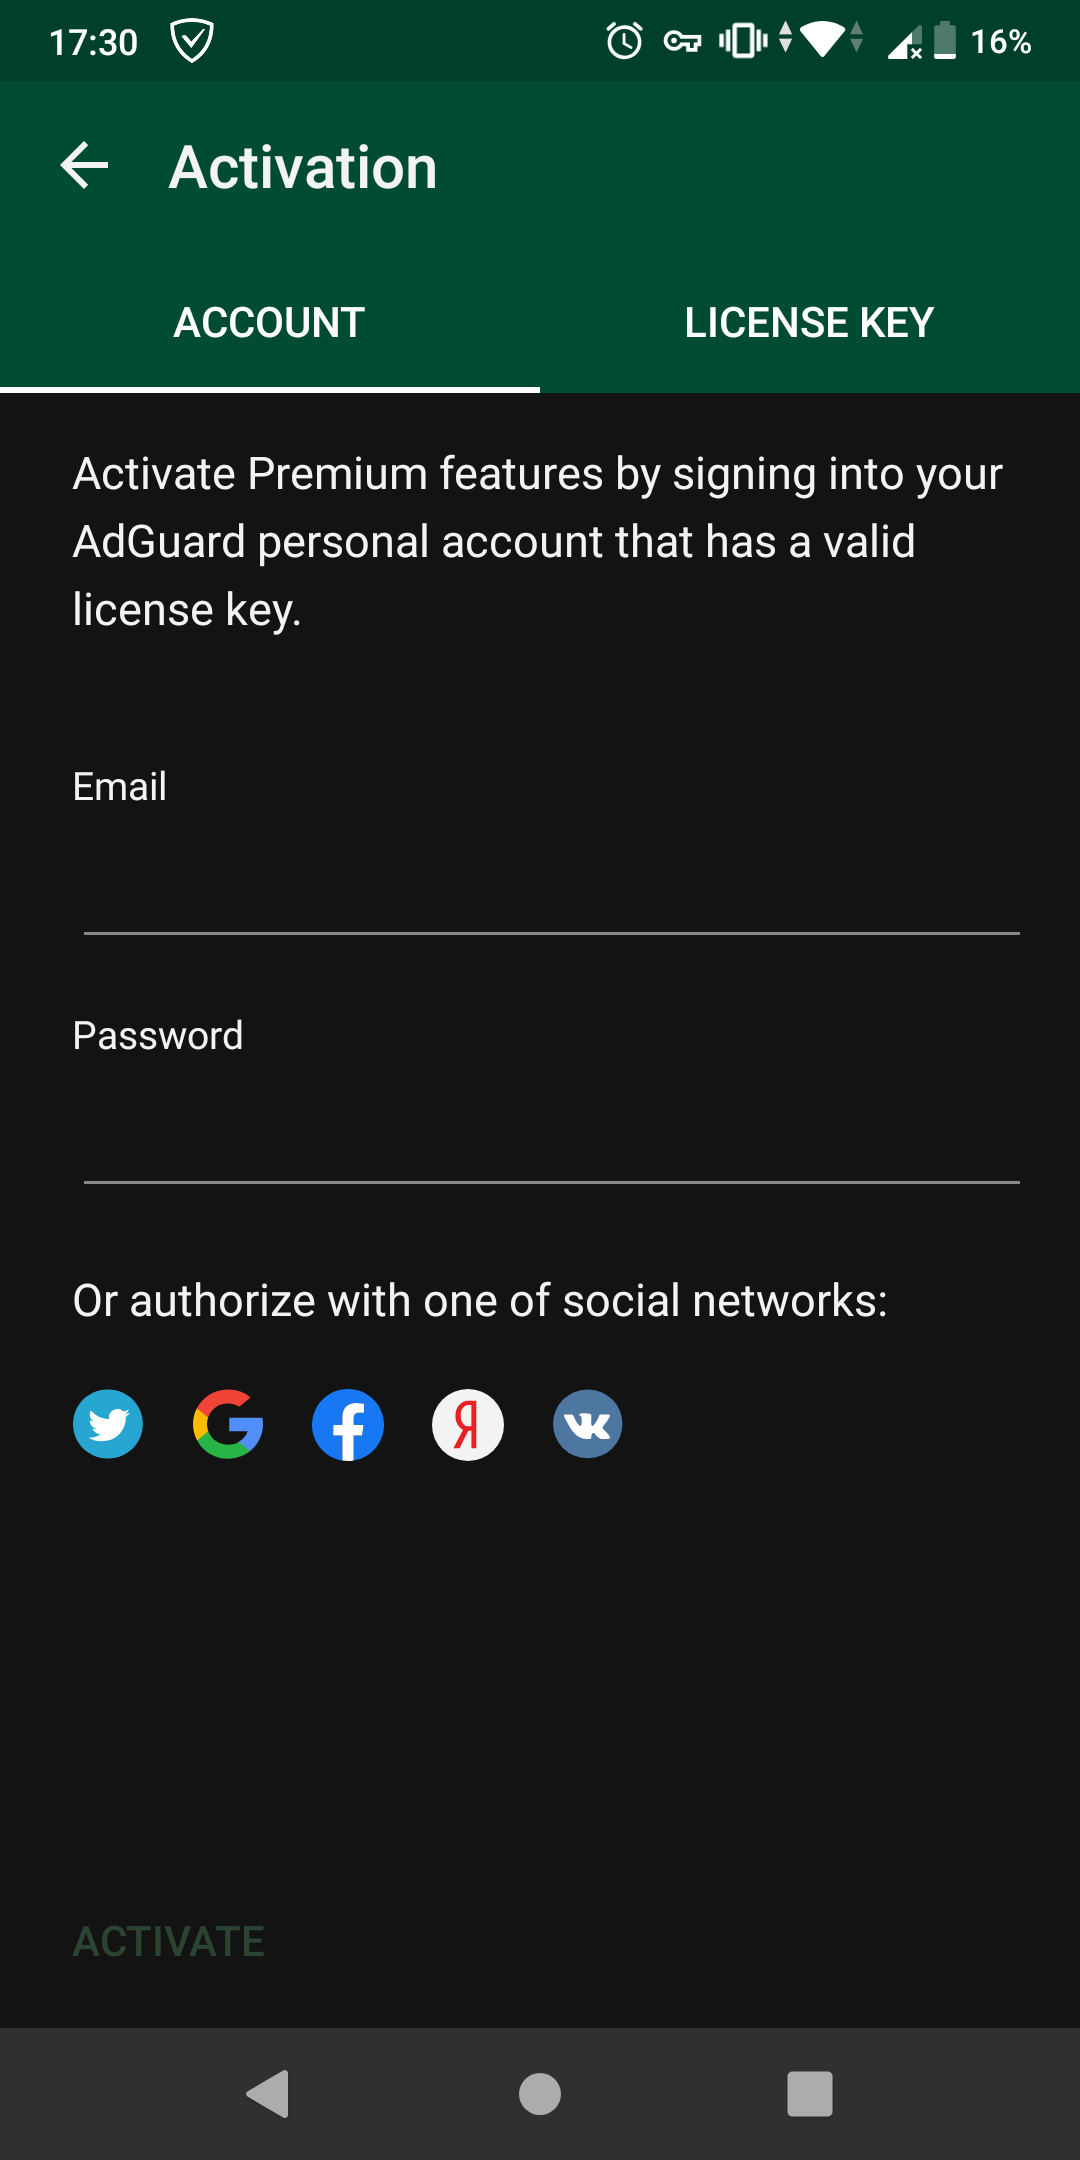 17:30
16%
Activation
ACCOUNT
LICENSE KEY
Activate Premium features by signing into your
AdGuard personal account that has a valid
license key.
Email
Password
Or authorize with one of social networks:
ACTIVATE